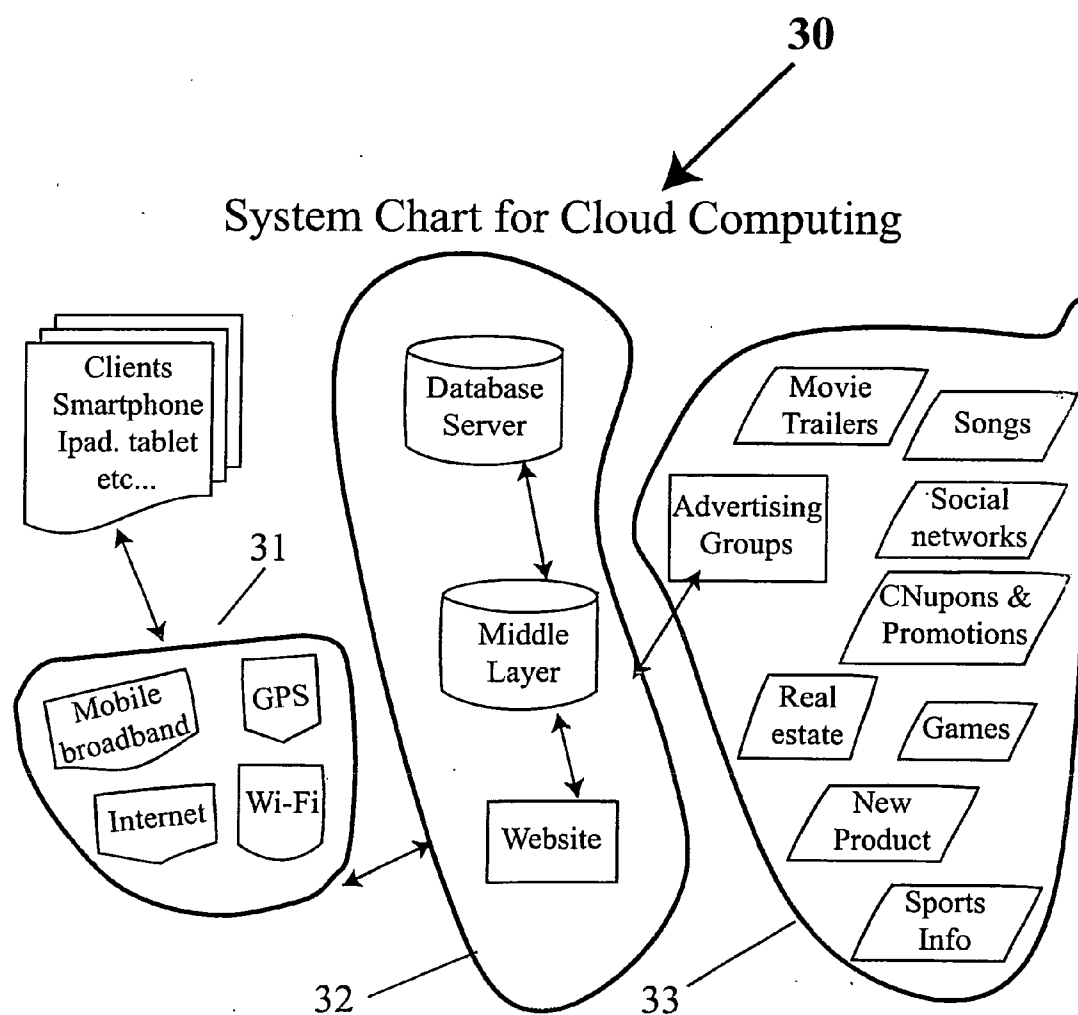 30
System Chart for Cloud Computing
Clients
Smartphone
Ipad. tablet
etc...
31
Mobile
broadband
GPS
Internet
Wi-Fi
Database
Server
Middle
Layer
Website
32
Movie
Trailers
Songs
Advertising
Groups
Social
networks
CNupons &
Promotions
Real
estate
Games
New
Product
Sports
Info
33